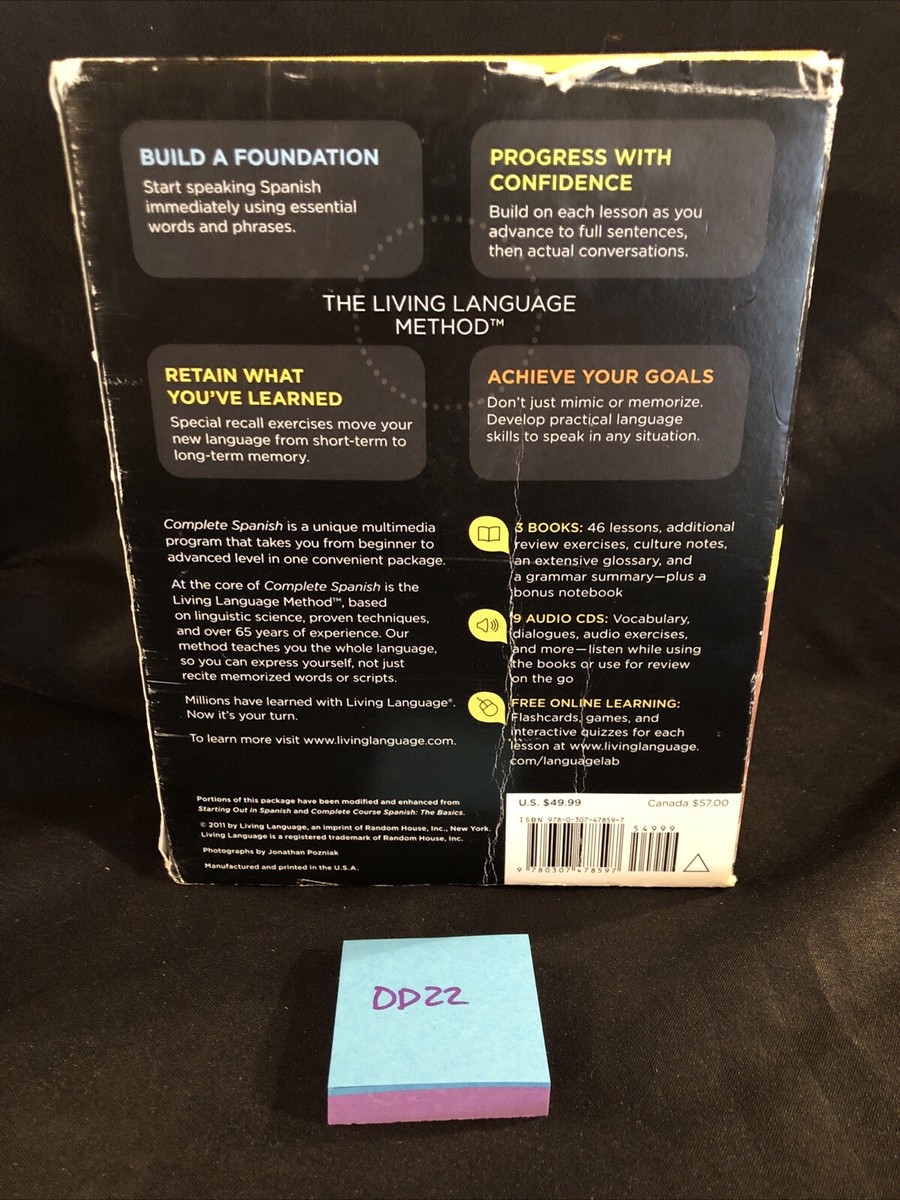 BUILD A FOUNDATION
Start speaking Spanish
immediately using essential
words and phrases.
PROGRESS WITH
CONFIDENCE
Build on each lesson as you
advance to full sentences,
then actual conversations.
THE LIVING LANGUAGE
METHOD™
RETAIN WHAT
YOU'VE LEARNED
Special recall exercises move your
new language from short-term to
long-term memory.
ACHIEVE YOUR GOALS
Don't just mimic or memorize.
Develop practical language
skills to speak in any situation.
Complete Spanish is a unique multimedia
program that takes you from beginner to
advanced level in one convenient package.
At the core of Complete Spanish is the
Living Language Method™, based
on linguistic science, proven techniques,
and over 65 years of experience. Our
method teaches you the whole language,
so you can express yourself, not just
recite memorized words or scripts.
Millions have learned with Living Language®.
Now it's your turn.
To learn more visit www.livinglanguage.com.
3 BOOKS: 46 lessons, additional
review exercises, culture notes,
an extensive glossary, and
a grammar summary—plus a
bonus notebook
9 AUDIO CDS: Vocabulary,
dialogues, audio exercises,
and more—listen while using
the books or use for review
on the go
FREE ONLINE LEARNING:
Flashcards, games, and
interactive quizzes for each
lesson at www.livinglanguage.
com/languagelab
Portions of this package have been modified and enhanced from
Starting Out in Spanish and Complete Course Spanish: The Basics.
© 2011 by Living Language, an imprint of Random House, Inc., New York.
Living Language is a registered trademark of Random House, Inc.
Photographs by Jonathan Pozniak
Manufactured and printed in the U.S.A.
U.S. $49.99 Canada $57.00
ISBN 978-0-307-47859-7
54999
9 780307 478597
DD22